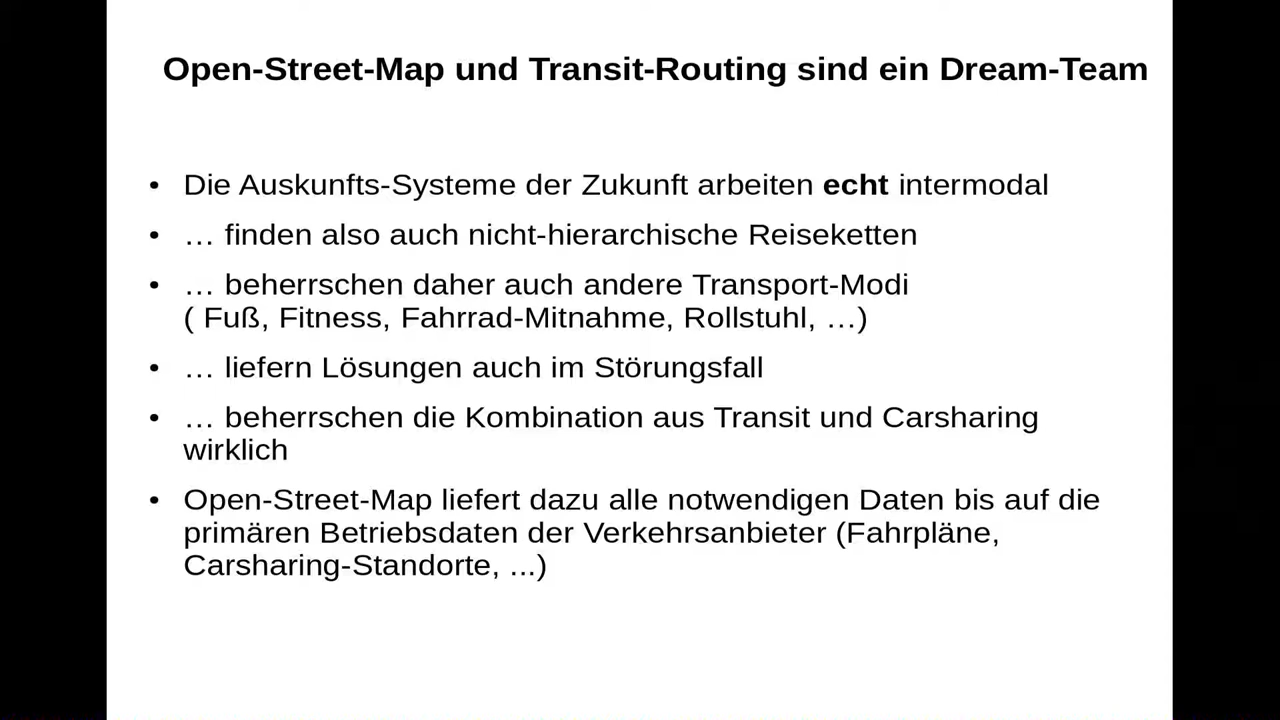 Open-Street-Map und Transit-Routing sind ein Dream-Team
• Die Auskunfts-Systeme der Zukunft arbeiten echt intermodal
• … finden also auch nicht-hierarchische Reiseketten
• … beherrschen daher auch andere Transport-Modi
( Fuß, Fitness, Fahrrad-Mitnahme, Rollstuhl, …)
• … liefern Lösungen auch im Störungsfall
• … beherrschen die Kombination aus Transit und Carsharing
wirklich
• Open-Street-Map liefert dazu alle notwendigen Daten bis auf die
primären Betriebsdaten der Verkehrsanbieter (Fahrpläne,
Carsharing-Standorte, ...)